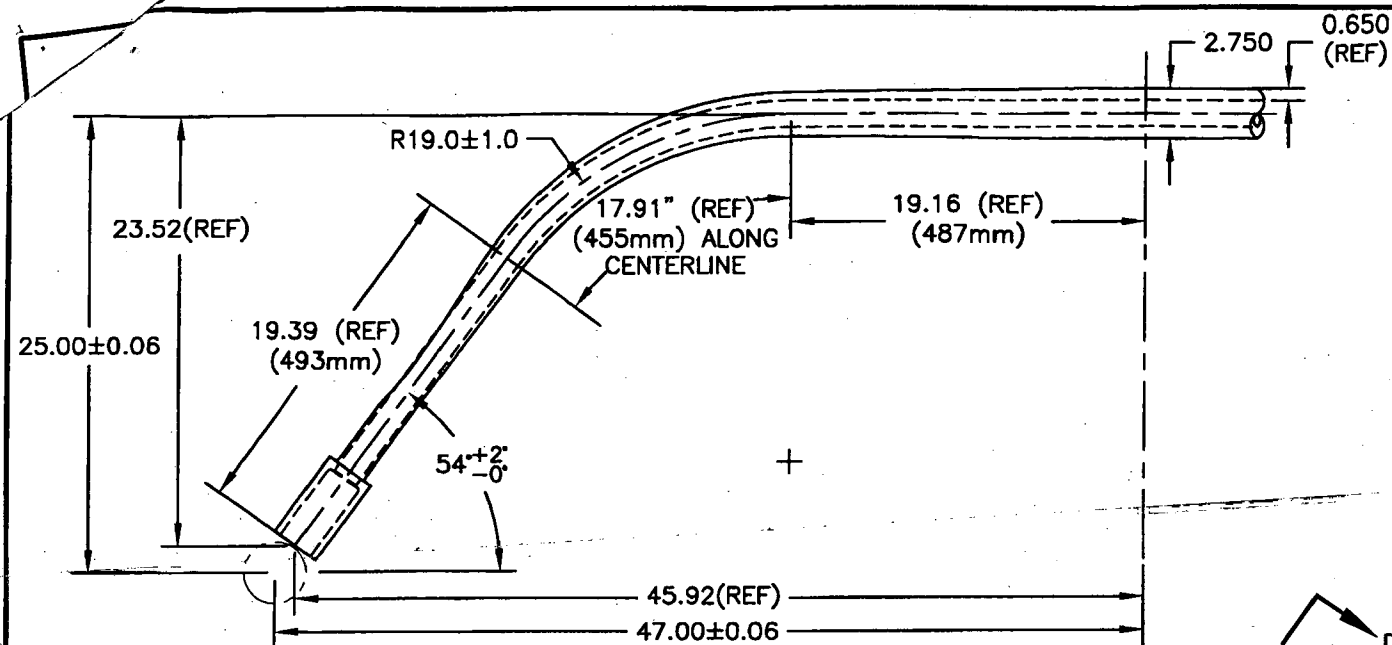 0.650
(REF)
2.750
R19.0±1.0
17.91" (REF)
(455mm) ALONG
CENTERLINE
19.16 (REF)
(487mm)
23.52(REF)
19.39 (REF)
(493mm)
25.00±0.06
54°+2°
-0°
45.92(REF)
47.00±0.06